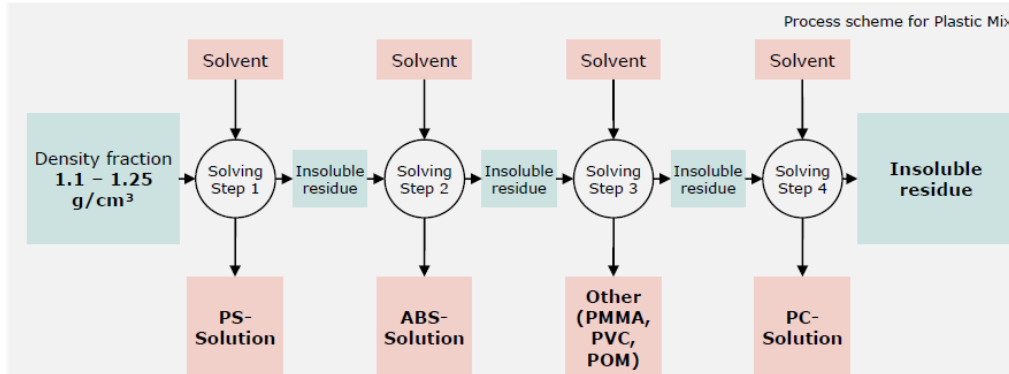 Process scheme for Plastic Mix
Solvent
Solvent
Solvent
Solvent
Density fraction
1.1 – 1.25
g/cm³
Solving
Step 1
Insoluble
residue
Solving
Step 2
Insoluble
residue
Solving
Step 3
Insoluble
residue
Solving
Step 4
Insoluble
residue
PS-
Solution
ABS-
Solution
Other
(PMMA,
PVC,
POM)
PC-
Solution